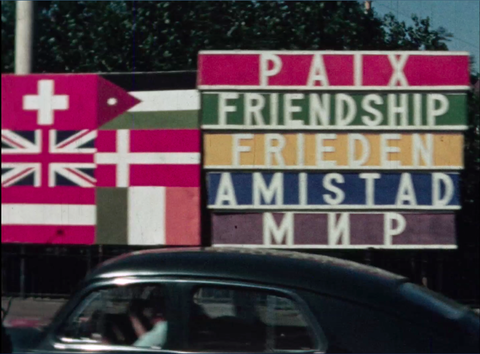 PAIX
FRIENDSHIP
FRIEDEN
AMISTAD
МИР